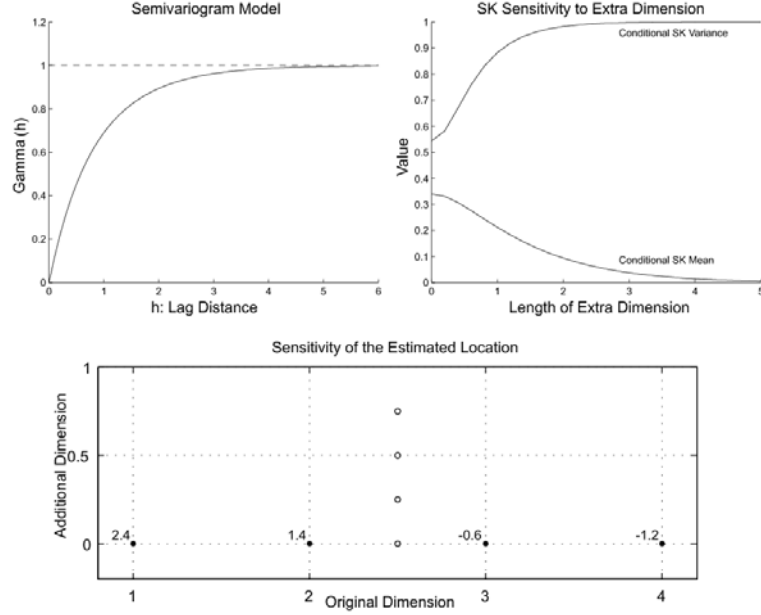 Semivariogram Model
1.2
1
0.8
0.6
0.4
0.2
0
Gamma (h)
0 1 2 3 4 5 6
h: Lag Distance
SK Sensitivity to Extra Dimension
1
0.9
0.8
0.7
0.6
0.5
0.4
0.3
0.2
0.1
0
Value
Conditional SK Variance
Conditional SK Mean
0 1 2 3 4 5
Length of Extra Dimension
Sensitivity of the Estimated Location
1
0.5
0
Additional Dimension
2.4 1.4 -0.6 -1.2
1 2 3 4
Original Dimension